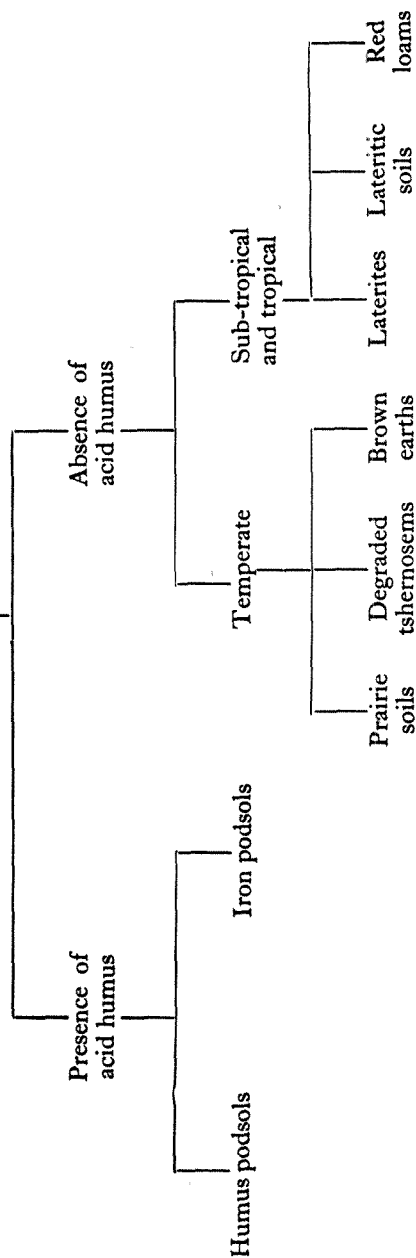 Presence of
acid humus
Absence of
acid humus
Humus podsols
Iron podsols
Temperate
Sub-tropical
and tropical
Prairie
soils
Degraded
tshernosems
Brown
earths
Laterites
Lateritic
soils
Red
loams